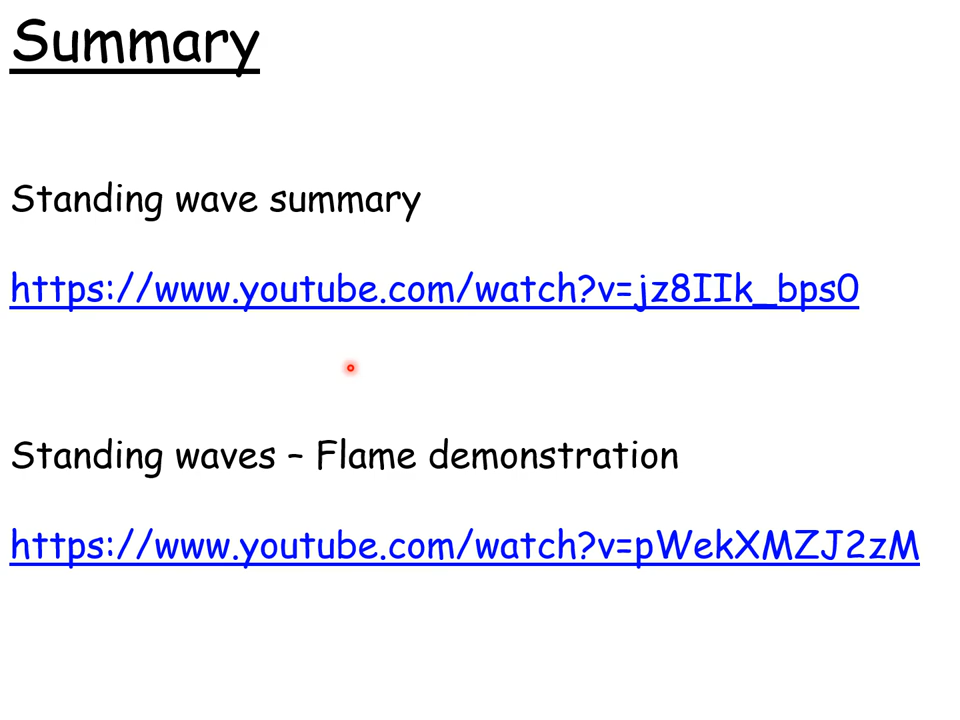 Summary
Standing wave summary
https://www.youtube.com/watch?v=jz8IIk_bps0
Standing waves – Flame demonstration
https://www.youtube.com/watch?v=pWekXMZJ2zM